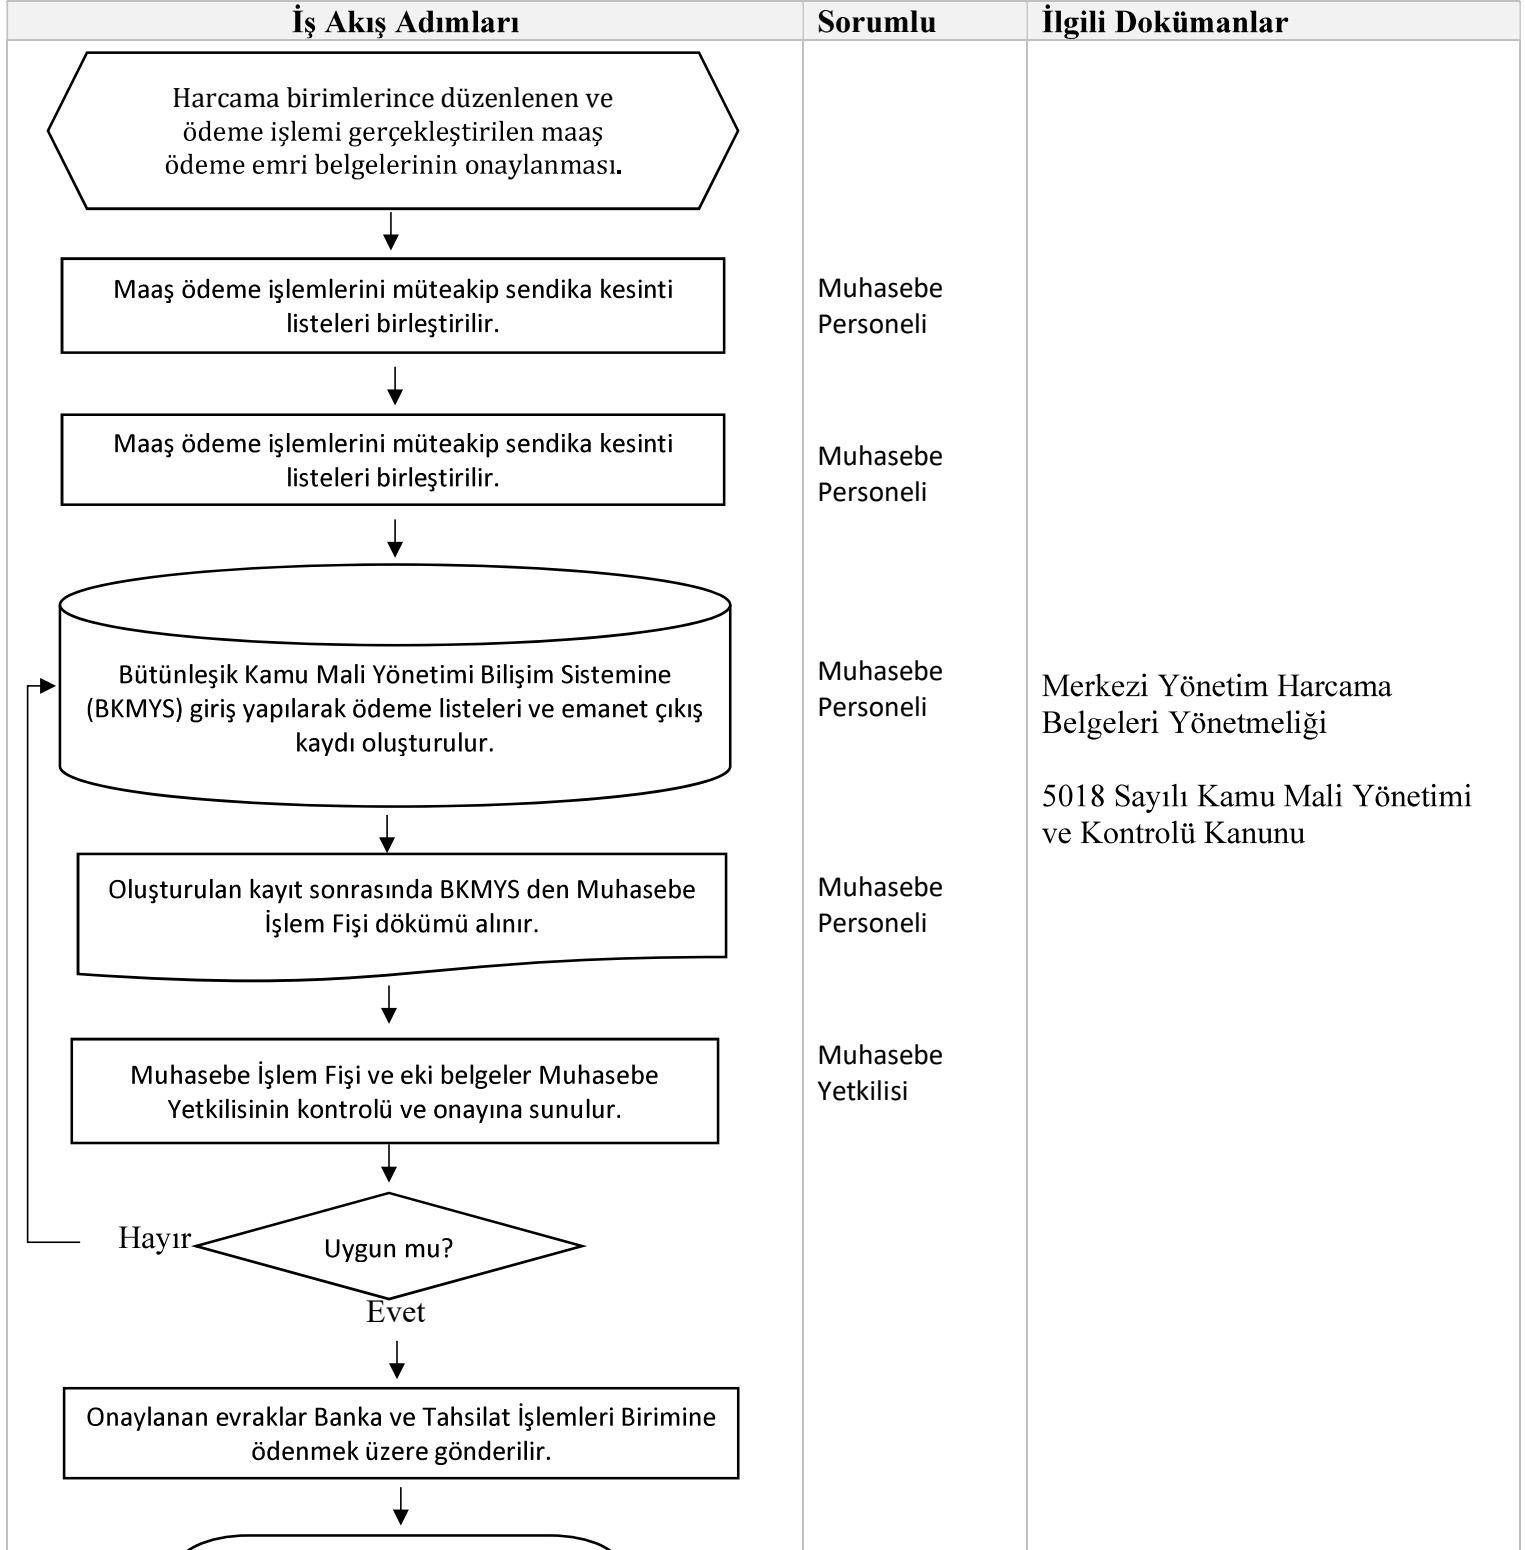 İş Akış Adımları
Sorumlu
İlgili Dokümanlar
Harcama birimlerince düzenlenen ve
ödeme işlemi gerçekleştirilen maaş
ödeme emri belgelerinin onaylanması.
Maaş ödeme işlemlerini müteakip sendika kesinti
listeleri birleştirilir.
Muhasebe
Personeli
Maaş ödeme işlemlerini müteakip sendika kesinti
listeleri birleştirilir.
Muhasebe
Personeli
Bütünleşik Kamu Mali Yönetimi Bilişim Sistemine
(BKMYS) giriş yapılarak ödeme listeleri ve emanet çıkış
kaydı oluşturulur.
Muhasebe
Personeli
Merkezi Yönetim Harcama
Belgeleri Yönetmeliği
5018 Sayılı Kamu Mali Yönetimi
ve Kontrolü Kanunu
Oluşturulan kayıt sonrasında BKMYS den Muhasebe
İşlem Fişi dökümü alınır.
Muhasebe
Personeli
Muhasebe İşlem Fişi ve eki belgeler Muhasebe
Yetkilisinin kontrolü ve onayına sunulur.
Muhasebe
Yetkilisi
Hayır
Uygun mu?
Evet
Onaylanan evraklar Banka ve Tahsilat İşlemleri Birimine
ödenmek üzere gönderilir.